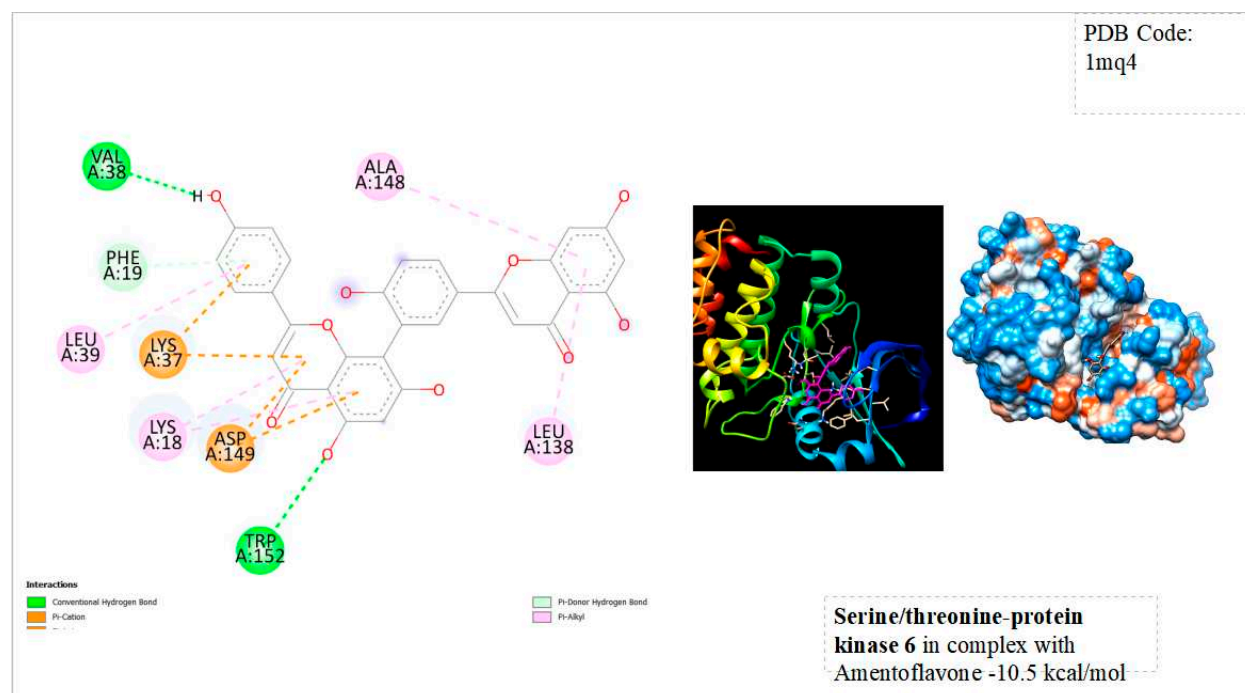 PDB Code:
1mq4
VAL
A:38
H
O
ALA
A:148
O
PHE
A:19
O
O
O
LEU
A:39
LYS
A:37
O
O
O
LYS
A:18
ASP
A:149
O
O
LEU
A:138
TRP
A:152
Interactions
Conventional Hydrogen Bond
Pi-Cation
Pi-Donor Hydrogen Bond
Pi-Alkyl
Serine/threonine-protein
kinase 6 in complex with
Amentoflavone -10.5 kcal/mol